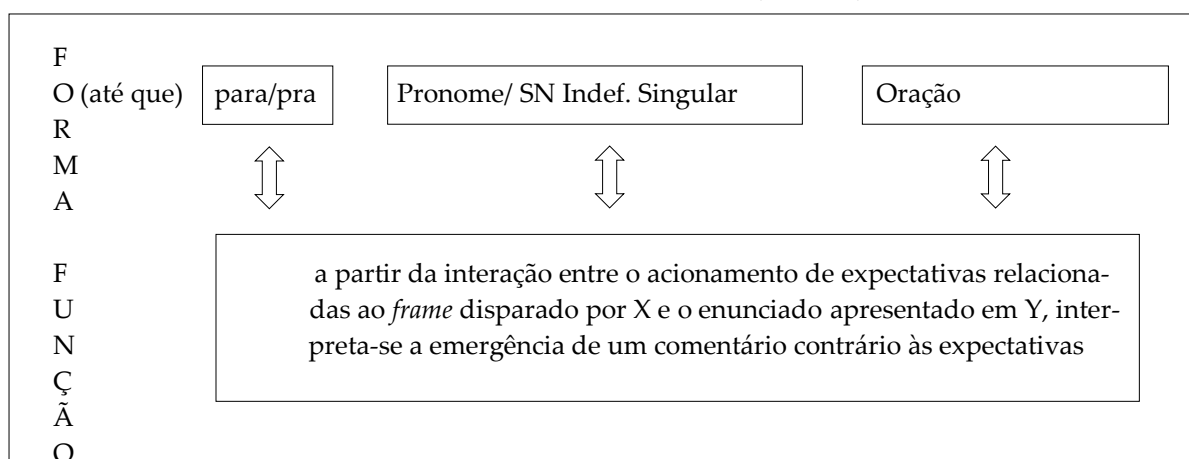 F
O (até que) para/pra Pronome/ SN Indef. Singular Oração
R
M
A
F
U
N
Ç
Ã
O
a partir da interação entre o acionamento de expectativas relaciona-
das ao frame disparado por X e o enunciado apresentado em Y, inter-
preta-se a emergência de um comentário contrário às expectativas